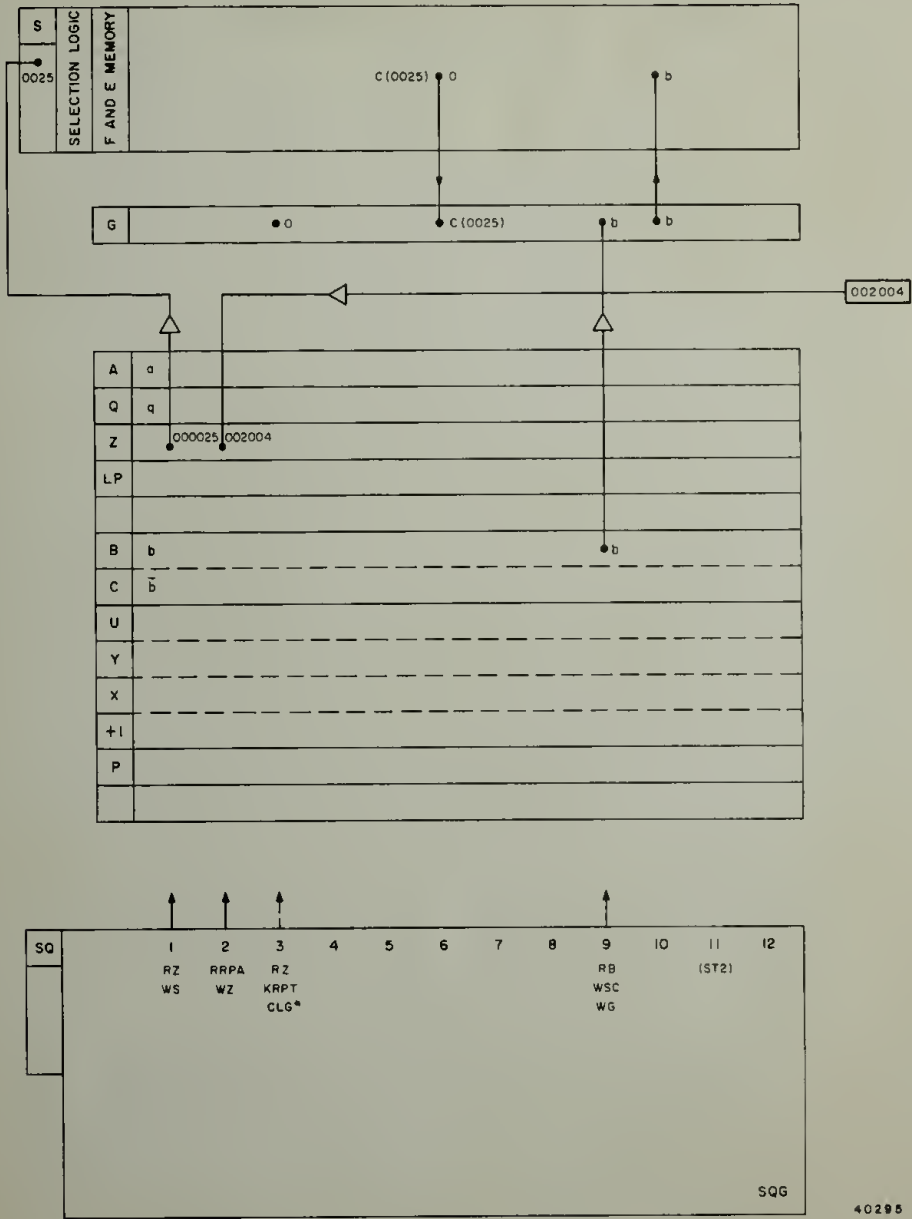 S
0025
SELECTION LOGIC
F AND E MEMORY
C(0025) 0
b
G
0
C(0025)
b
b
002004
A a
Q q
Z 000025 002004
LP
B b b
C b̄
U
Y
X
+1
P
SQ
1 2 3 4 5 6 7 8 9 10 11 12
RZ RRPA RZ RB (ST2)
WS WZ KRPT WSC
CLG* WG
SQG
40295